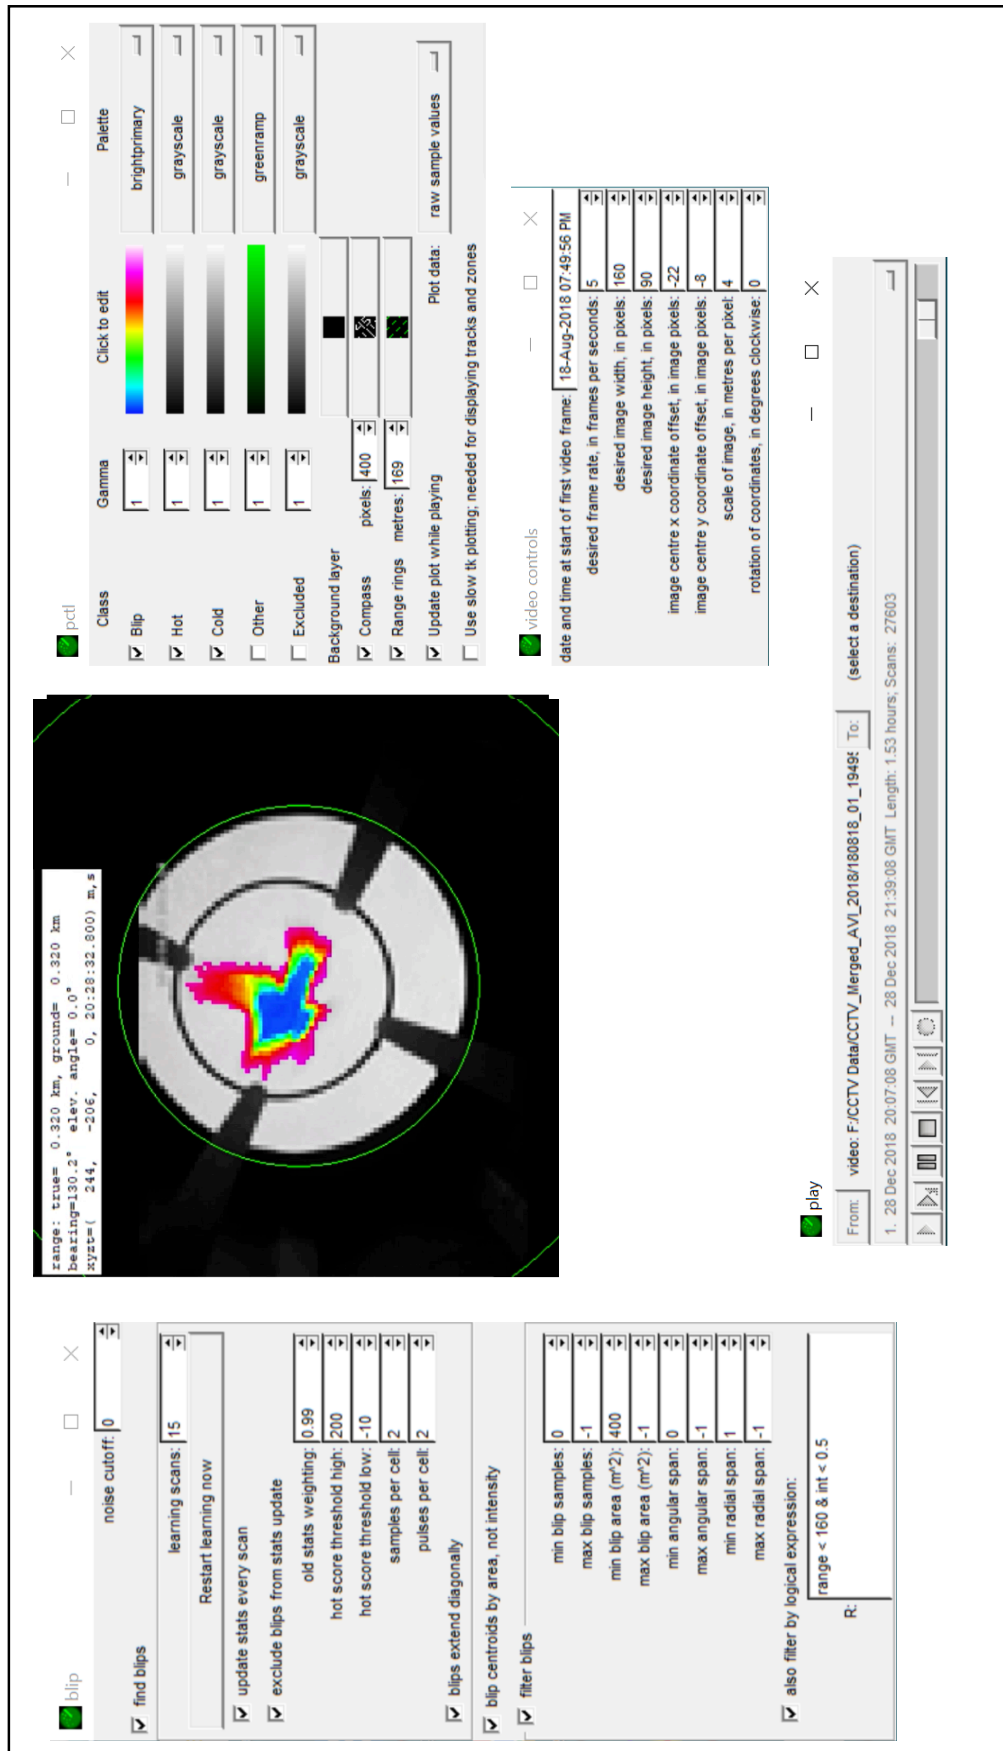 blip
noise cutoff: 0
find blips
learning scans: 15
Restart learning now
update stats every scan
exclude blips from stats update
old stats weighting: 0.99
hot score threshold high: 200
hot score threshold low: -10
samples per cell: 2
pulses per cell: 2
blips extend diagonally
blip centroids by area, not intensity
filter blips
min blip samples: 0
max blip samples: -1
min blip area (m^2): 400
max blip area (m^2): -1
min angular span: 0
max angular span: -1
min radial span: 1
max radial span: -1
also filter by logical expression:
R: range < 160 & int < 0.5
range: true= 0.320 km, ground= 0.320 km
bearing=130.2° elev. angle= 0.0°
xyzt=( 244, -206, 0, 20:28:32.800) m,s
pctl
Class Gamma Click to edit Palette
Blip 1 brightprimary
Hot 1 grayscale
Cold 1 grayscale
Other 1 greenramp
Excluded 1 grayscale
Background layer
Compass pixels: 400
Range rings metres: 169
Update plot while playing Plot data: raw sample values
Use slow tk plotting; needed for displaying tracks and zones
video controls
date and time at start of first video frame: 18-Aug-2018 07:49:56 PM
desired frame rate, in frames per seconds: 5
desired image width, in pixels: 160
desired image height, in pixels: 90
image centre x coordinate offset, in image pixels: -22
image centre y coordinate offset, in image pixels: -8
scale of image, in metres per pixel: 4
rotation of coordinates, in degrees clockwise: 0
play
From: video: F:/CCTV Data/CCTV_Merged_AVI_2018/180818_01_19495 To: (select a destination)
1. 28 Dec 2018 20:07:08 GMT -- 28 Dec 2018 21:39:08 GMT Length: 1.53 hours; Scans: 27603